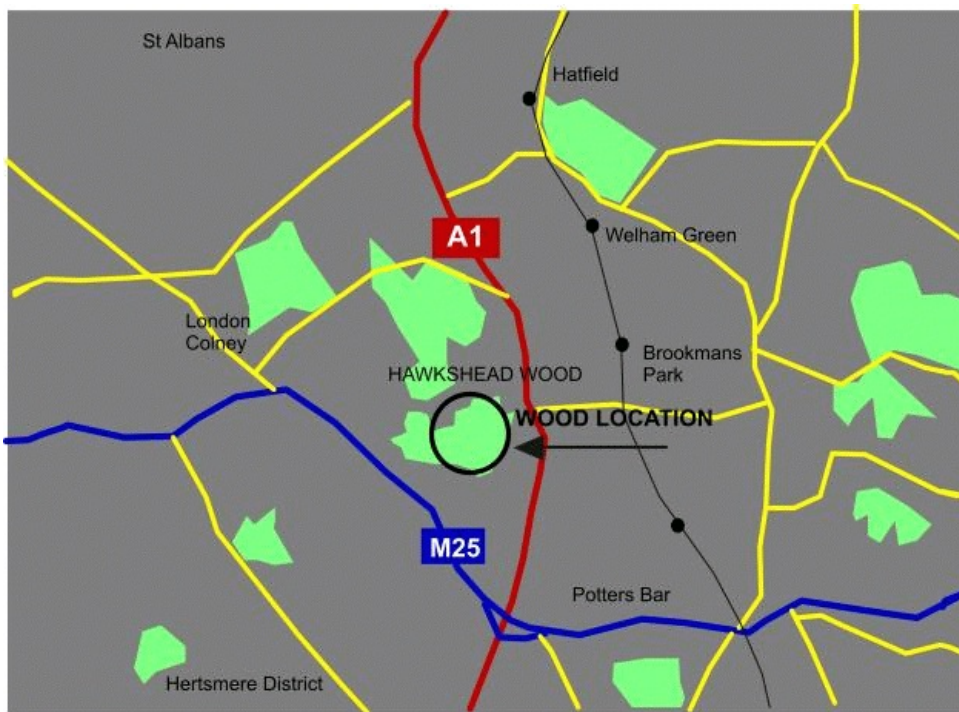 St Albans
Hatfield
A1
Welham Green
London
Colney
Brookmans
Park
HAWKSHEAD WOOD
WOOD LOCATION
M25
Potters Bar
Hertsmere District